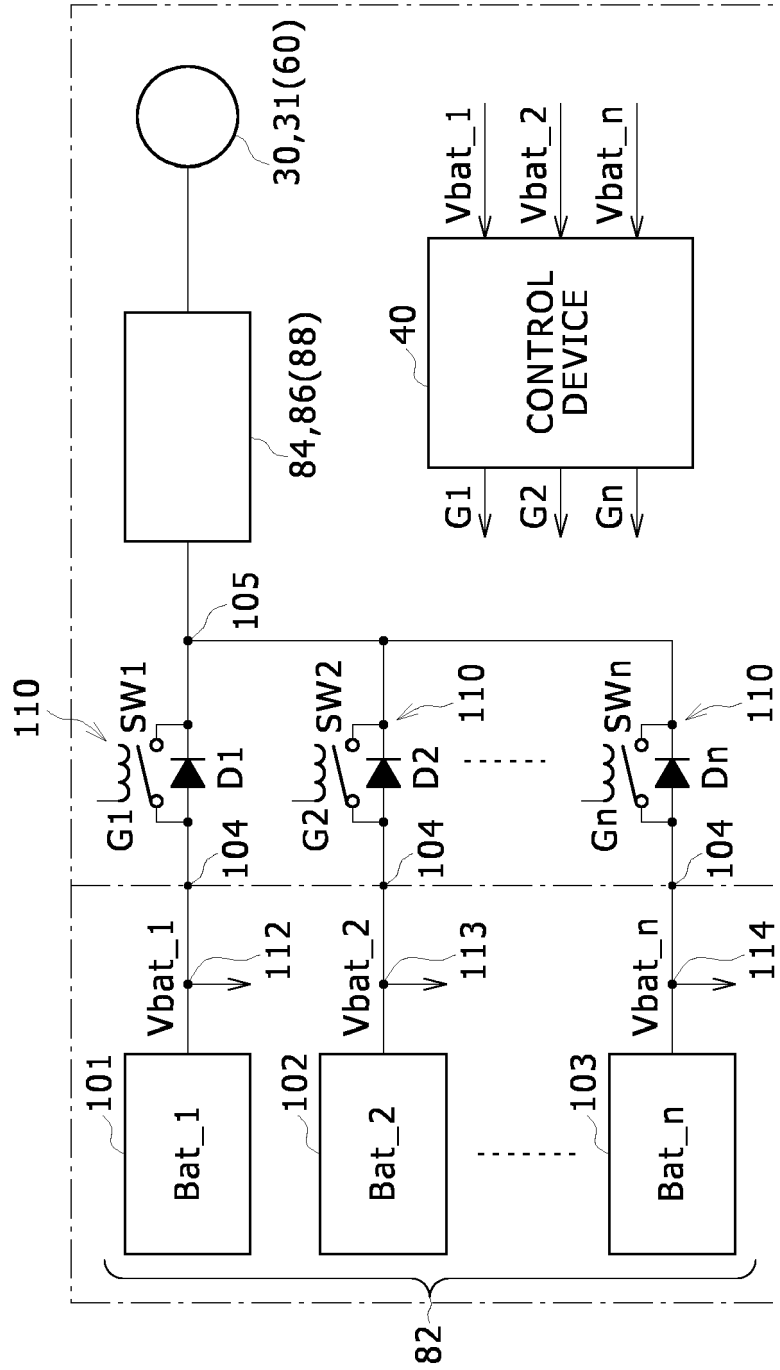 110
G1
SW1
D1
104
105
Vbat_1
112
101
Bat_1
84,86(88)
30,31(60)
G2
SW2
110
D2
104
Vbat_2
113
102
Bat_2
Gn
SWn
110
Dn
104
Vbat_n
114
103
Bat_n
82
40
CONTROL
DEVICE
G1
G2
Gn
Vbat_1
Vbat_2
Vbat_n